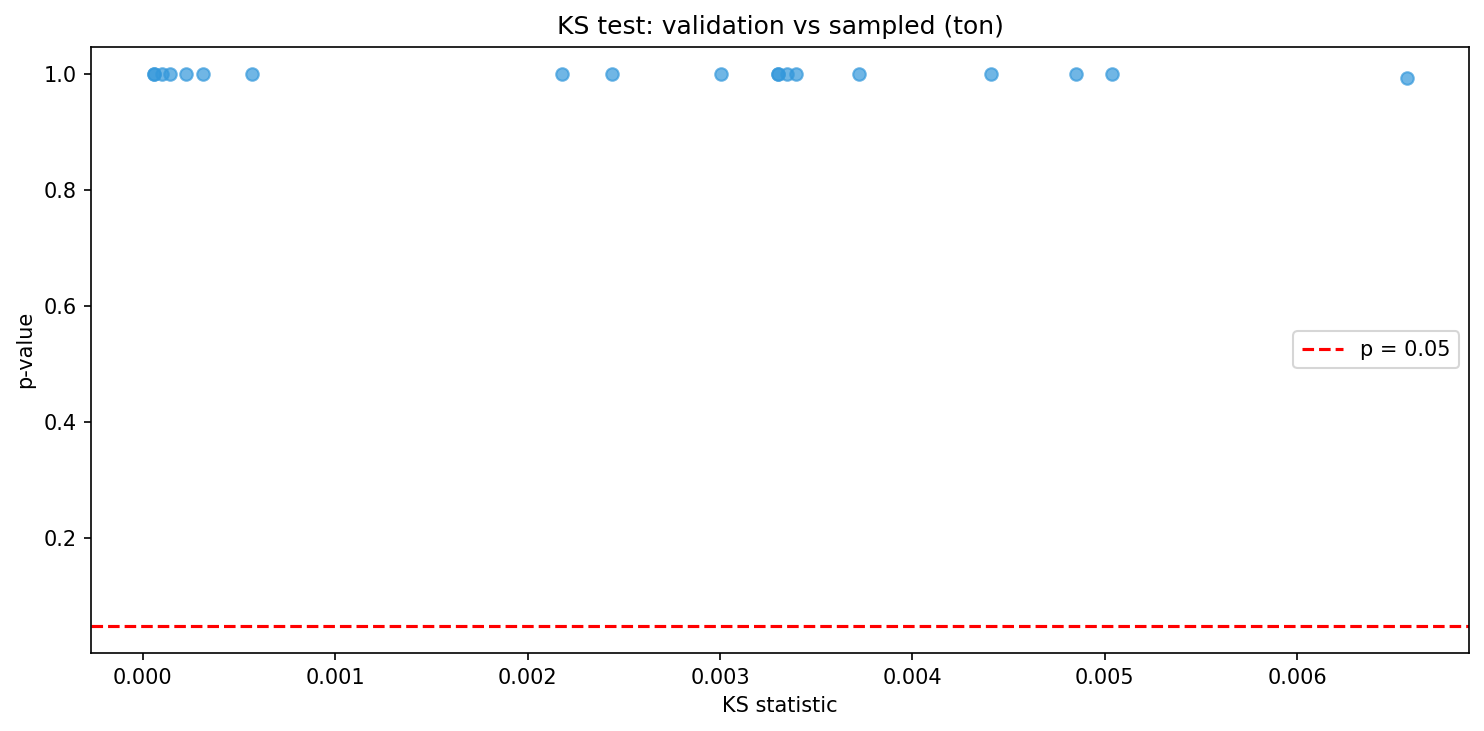 KS test: validation vs sampled (ton)
1.0
0.8
0.6
0.4
0.2
p-value
p = 0.05
0.000 0.001 0.002 0.003 0.004 0.005 0.006
KS statistic